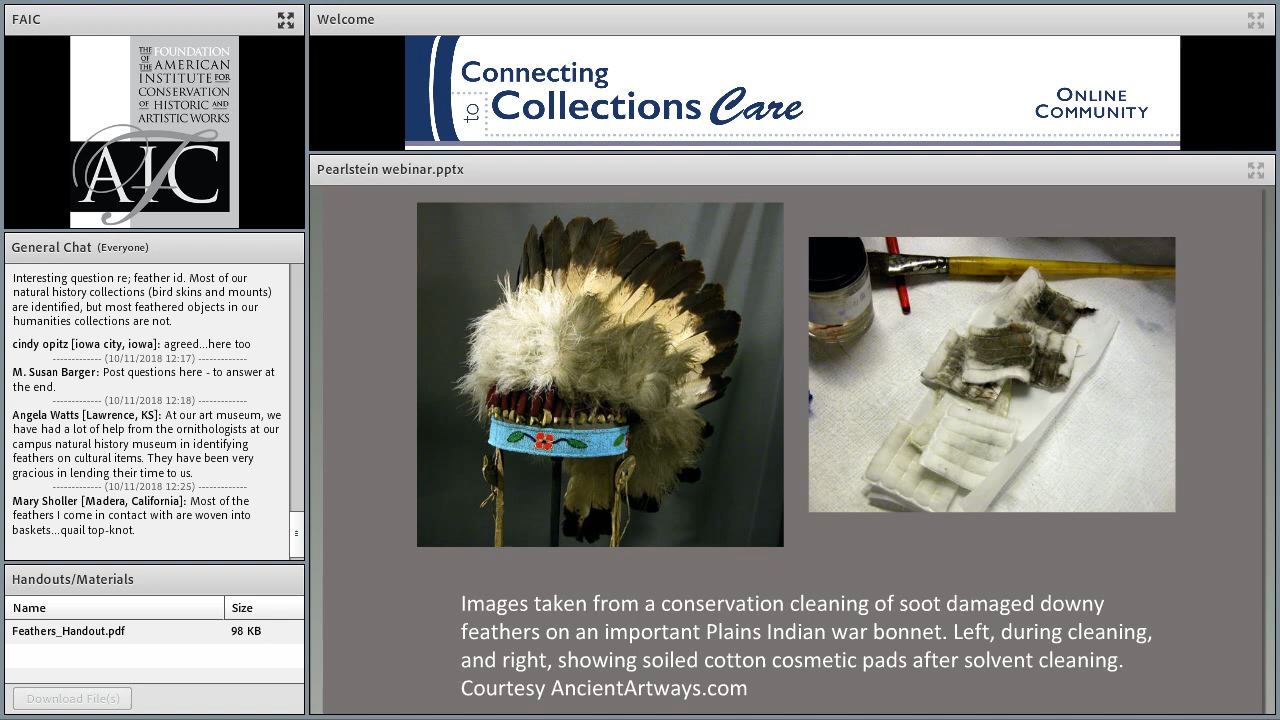 FAIC
THE FOUNDATION
OF THE AMERICAN
INSTITUTE FOR
CONSERVATION
OF HISTORIC AND
ARTISTIC WORKS
AIC
General Chat (Everyone)
Interesting question re; feather id. Most of our
natural history collections (bird skins and mounts)
are identified, but most feathered objects in our
humanities collections are not.
cindy opitz [iowa city, iowa]: agreed...here too
------------- (10/11/2018 12:17) -------------
M. Susan Barger: Post questions here - to answer at
the end.
------------- (10/11/2018 12:18) -------------
Angela Watts [Lawrence, KS]: At our art museum, we
have had a lot of help from the ornithologists at our
campus natural history museum in identifying
feathers on cultural items. They have been very
gracious in lending their time to us.
------------- (10/11/2018 12:25) -------------
Mary Sholler [Madera, California]: Most of the
feathers I come in contact with are woven into
baskets...quail top-knot.
Handouts/Materials
Name Size
Feathers_Handout.pdf 98 KB
Download File(s)
Welcome
Connecting
to Collections Care
ONLINE
COMMUNITY
Pearlstein webinar.pptx
Images taken from a conservation cleaning of soot damaged downy
feathers on an important Plains Indian war bonnet. Left, during cleaning,
and right, showing soiled cotton cosmetic pads after solvent cleaning.
Courtesy AncientArtways.com